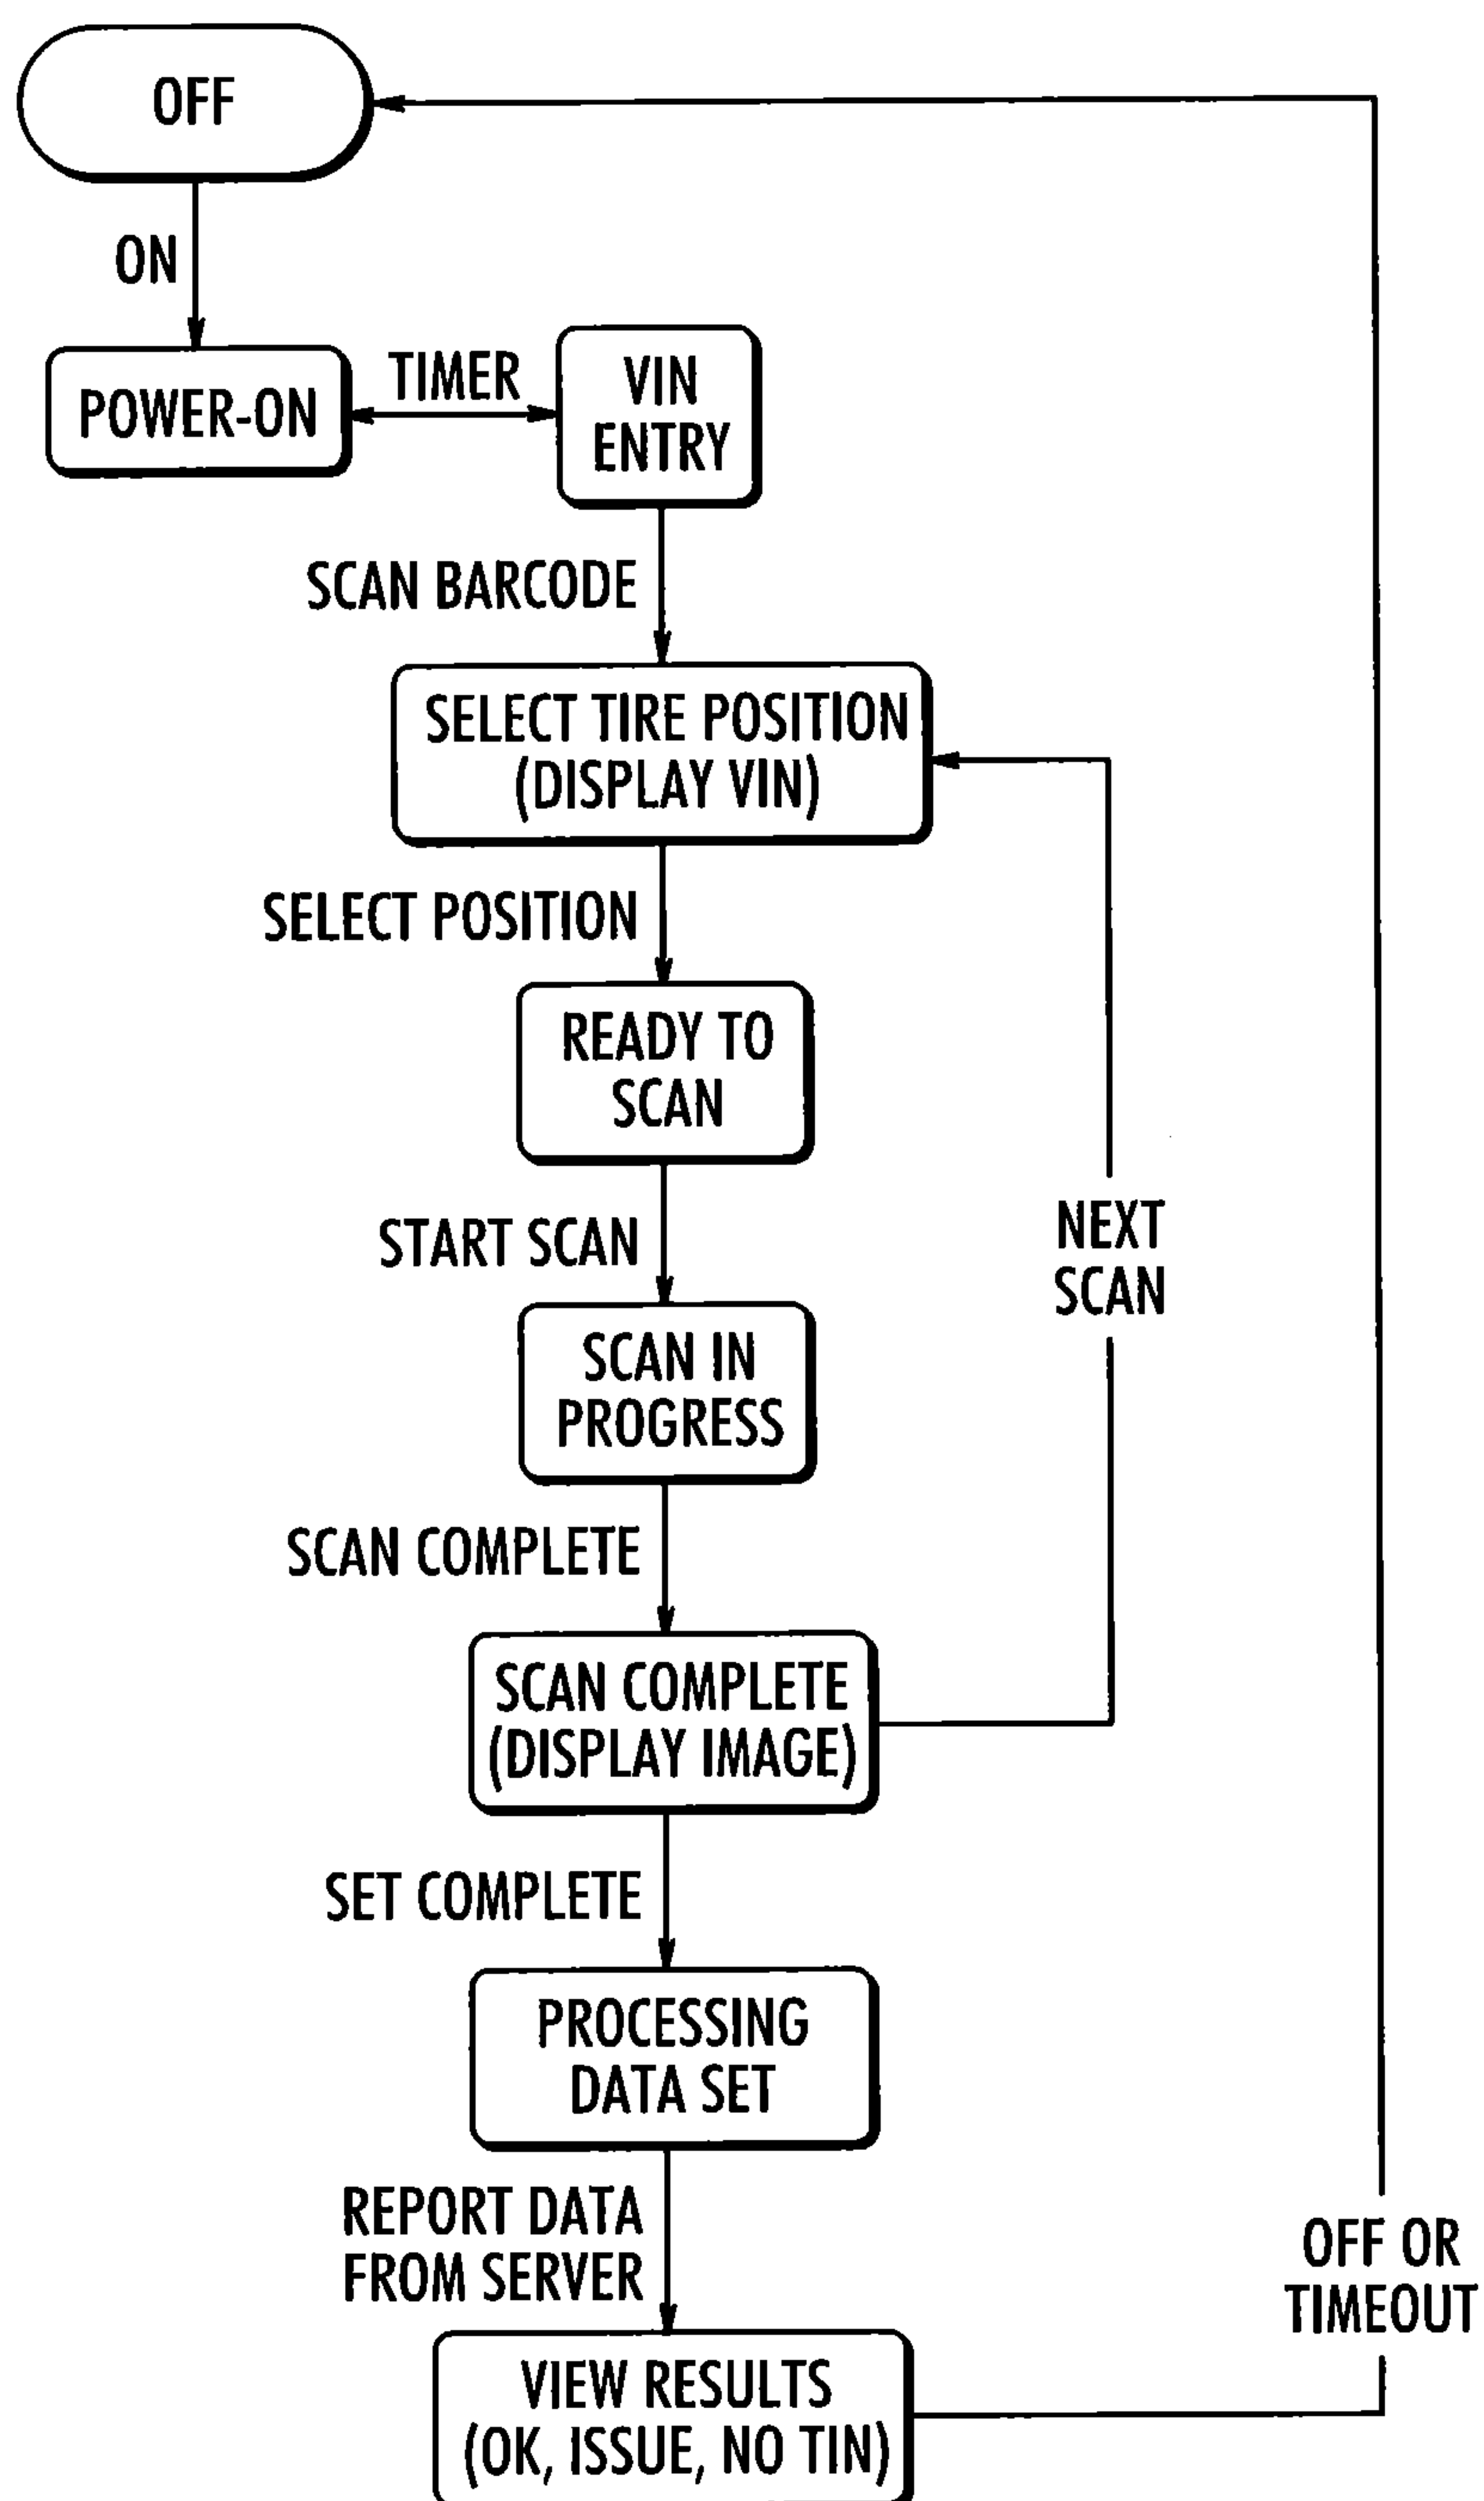 OFF
ON
POWER-ON
TIMER
VIN
ENTRY
SCAN BARCODE
SELECT TIRE POSITION
(DISPLAY VIN)
SELECT POSITION
READY TO
SCAN
START SCAN
NEXT
SCAN
SCAN IN
PROGRESS
SCAN COMPLETE
SCAN COMPLETE
(DISPLAY IMAGE)
SET COMPLETE
PROCESSING
DATA SET
REPORT DATA
FROM SERVER
OFF OR
TIMEOUT
VIEW RESULTS
(OK, ISSUE, NO TIN)